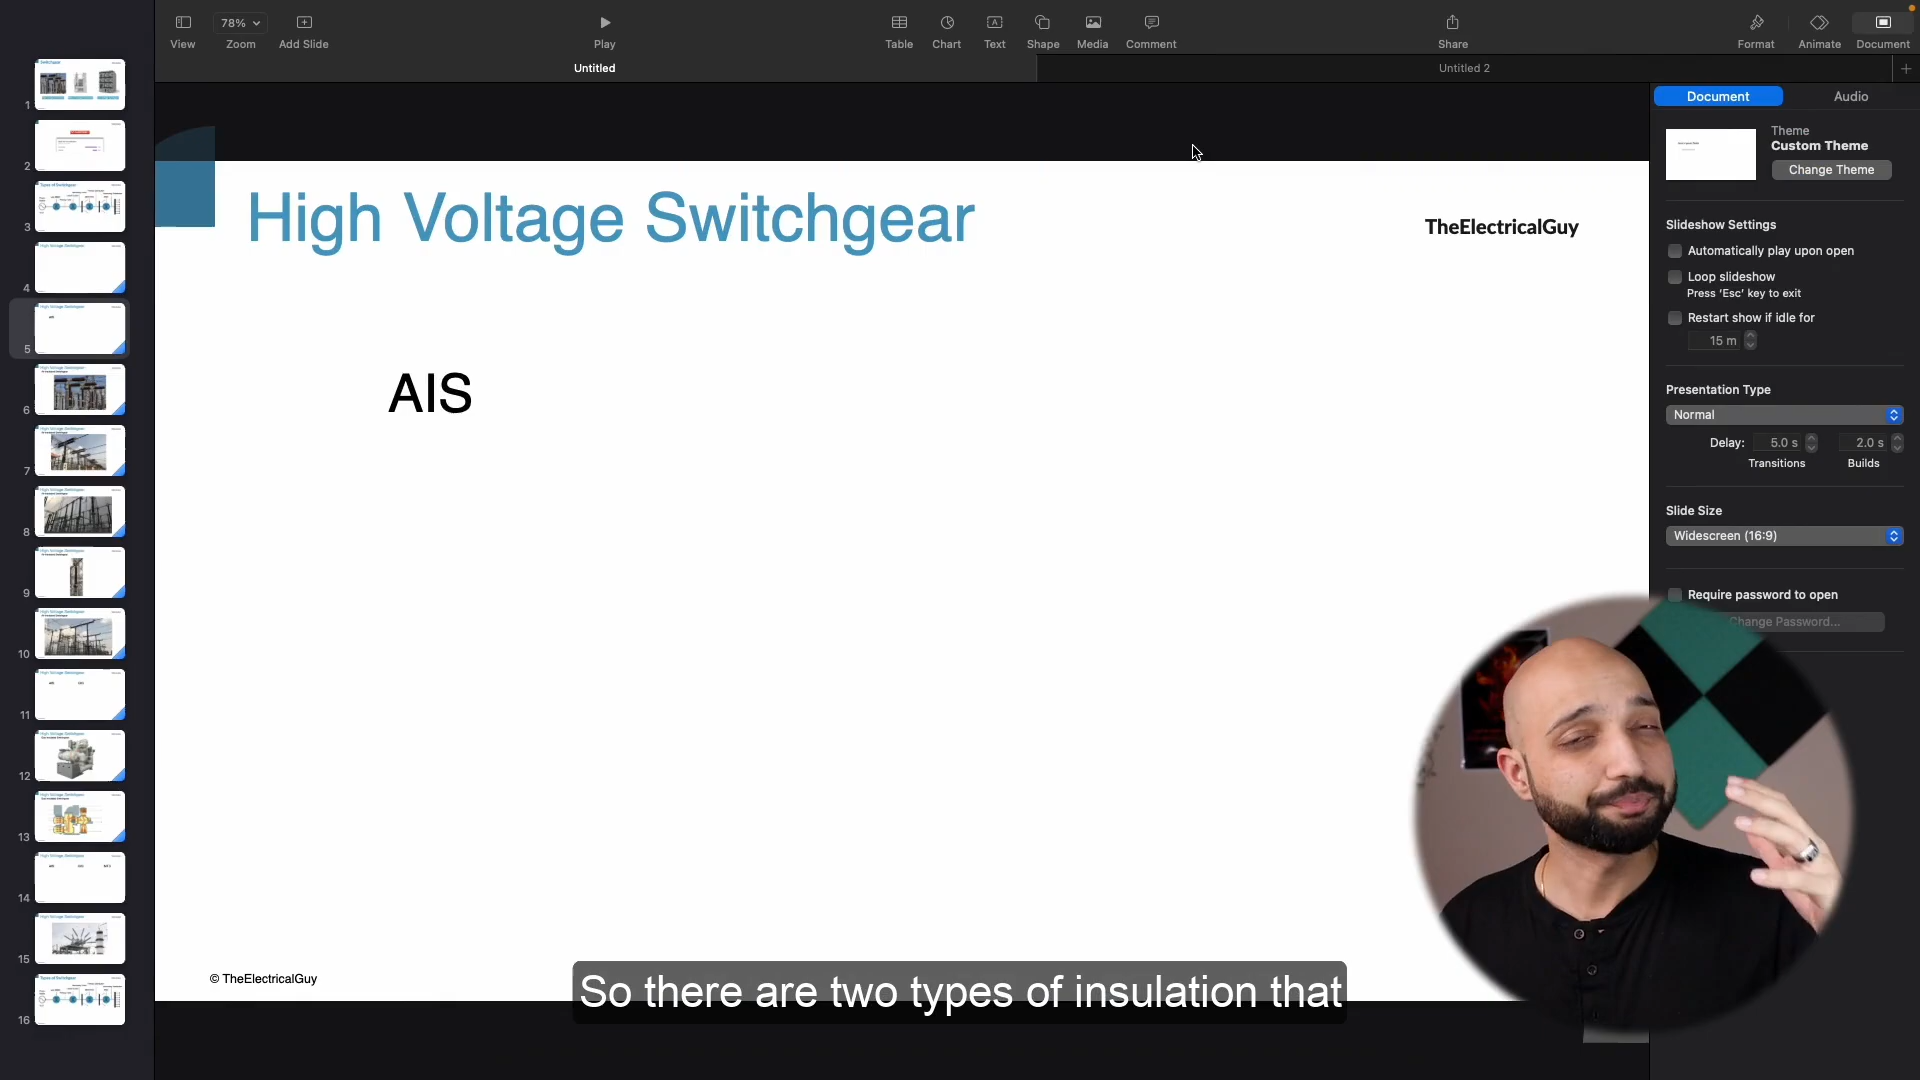 View
78%
Zoom
Add Slide
Play
Table
Chart
Text
Shape
Media
Comment
Share
Format
Animate
Document
Untitled
Untitled 2
Document
Audio
Theme
Custom Theme
Change Theme
Slideshow Settings
Automatically play upon open
Loop slideshow
Press 'Esc' key to exit
Restart show if idle for
15 m
Presentation Type
Normal
Delay:
5.0 s
2.0 s
Transitions
Builds
Slide Size
Widescreen (16:9)
Require password to open
Change Password...
1
2
3
4
5
6
7
8
9
10
11
12
13
14
15
16
High Voltage Switchgear
TheElectricalGuy
AIS
© TheElectricalGuy
So there are two types of insulation that